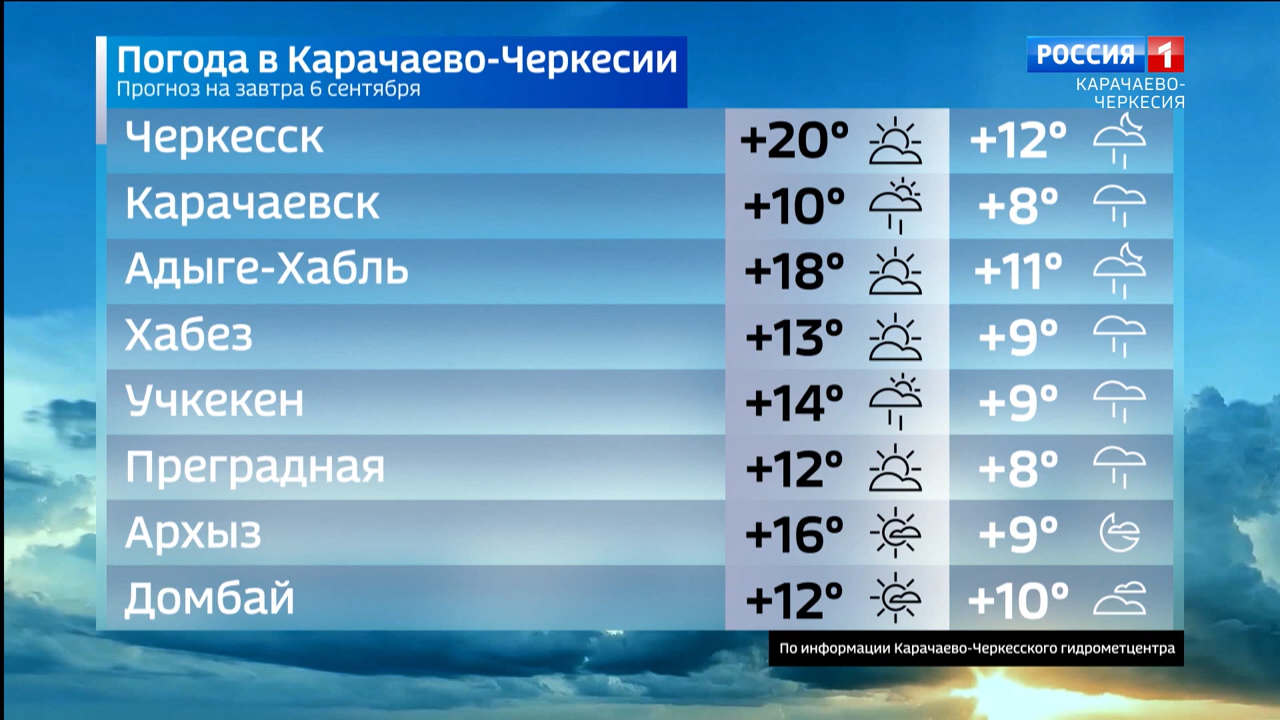 Погода в Карачаево-Черкесии
Прогноз на завтра 6 сентября
РОССИЯ 1
КАРАЧАЕВО-
ЧЕРКЕСИЯ
Черкесск +20° +12°
Карачаевск +10° +8°
Адыге-Хабль +18° +11°
Хабез +13° +9°
Учкекен +14° +9°
Преградная +12° +8°
Архыз +16° +9°
Домбай +12° +10°
По информации Карачаево-Черкесского гидрометцентра